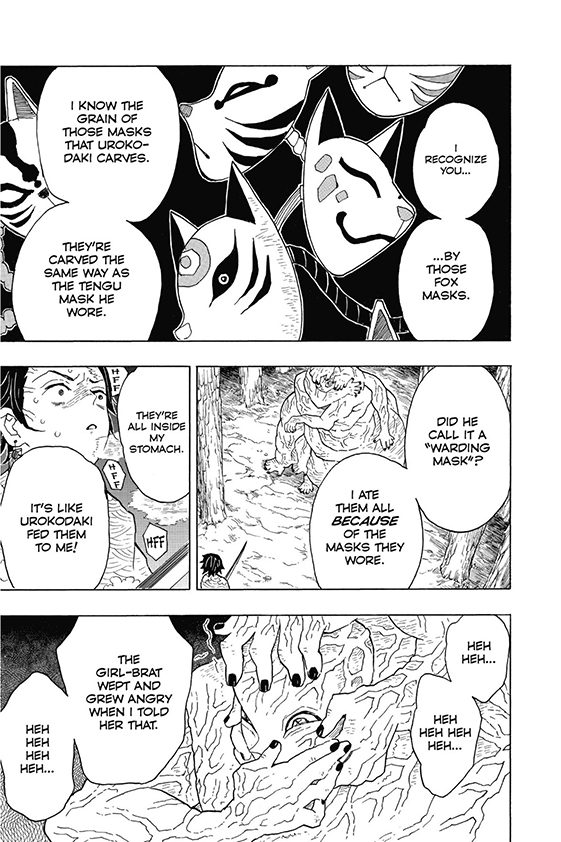 I
RECOGNIZE
YOU...
...BY
THOSE
FOX
MASKS.
I KNOW THE
GRAIN OF
THOSE MASKS
THAT UROKO-
DAKI CARVES.
THEY'RE
CARVED THE
SAME WAY AS
THE TENGU
MASK HE
WORE.
DID HE
CALL IT A
"WARDING
MASK"?
I ATE
THEM ALL
BECAUSE
OF THE
MASKS THEY
WORE.
THEY'RE
ALL INSIDE
MY
STOMACH.
IT'S LIKE
UROKODAKI
FED THEM
TO ME!
HFF
HFF
HFF
HEH
HEH...
HEH
HEH HEH
HEH...
THE
GIRL-BRAT
WEPT AND
GREW ANGRY
WHEN I TOLD
HER THAT.
HEH
HEH
HEH
HEH...